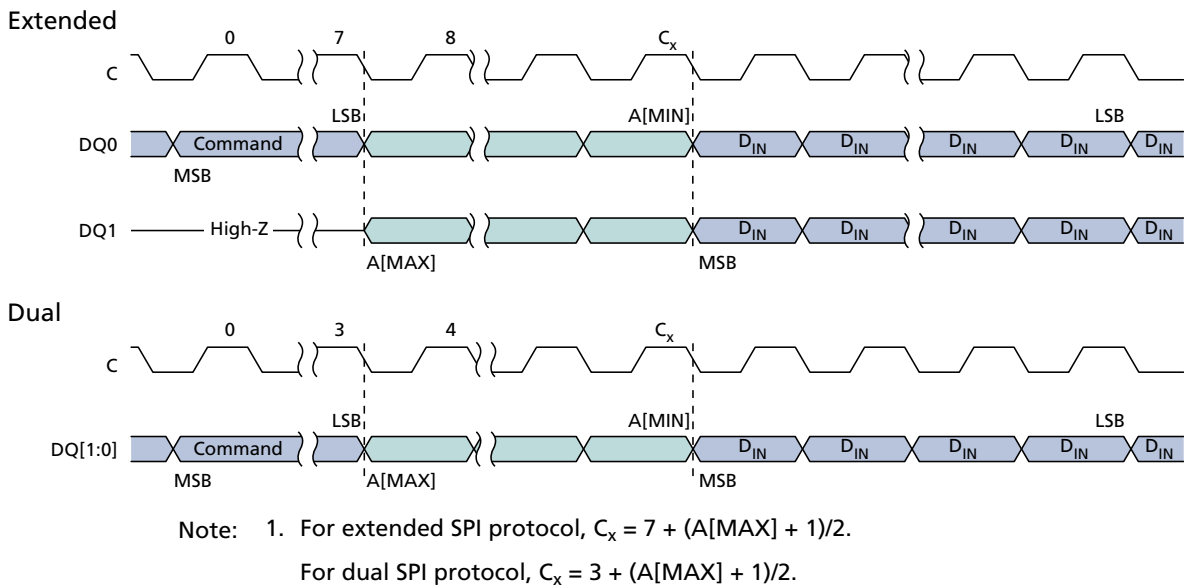 Extended
0 7 8 Cx
C
LSB A[MIN] LSB
DQ0 Command DIN DIN DIN DIN DIN
MSB
DQ1 High-Z DIN DIN DIN DIN DIN
A[MAX] MSB
Dual
0 3 4 Cx
C
LSB A[MIN] LSB
DQ[1:0] Command DIN DIN DIN DIN DIN
MSB A[MAX] MSB
Note: 1. For extended SPI protocol, Cx = 7 + (A[MAX] + 1)/2.
For dual SPI protocol, Cx = 3 + (A[MAX] + 1)/2.